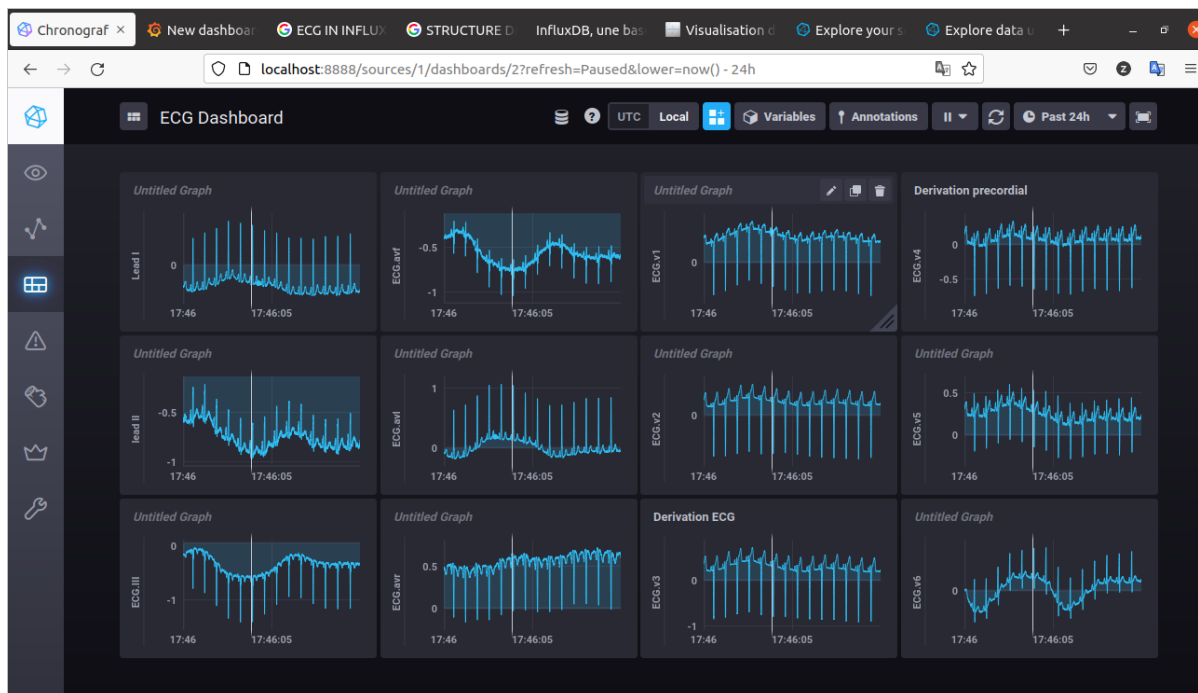 Chronograf ×
New dashboar
ECG IN INFLUX
STRUCTURE D
InfluxDB, une bas
Visualisation d
Explore your s
Explore data u
localhost:8888/sources/1/dashboards/2?refresh=Paused&lower=now() - 24h
ECG Dashboard
UTC
Local
Variables
Annotations
Past 24h
Untitled Graph
Lead I
0
17:46
17:46:05
Untitled Graph
ECG.avf
-0.5
-1
17:46
17:46:05
Untitled Graph
ECG.v1
0
17:46
17:46:05
Derivation precordial
ECG.v4
0
-0.5
17:46
17:46:05
Untitled Graph
lead II
-0.5
-1
17:46
17:46:05
Untitled Graph
ECG.avl
1
0
17:46
17:46:05
Untitled Graph
ECG.v2
0
17:46
17:46:05
Untitled Graph
ECG.v5
0.5
0
17:46
17:46:05
Untitled Graph
ECG.III
0
-1
17:46
17:46:05
Untitled Graph
ECG.avr
0.5
0
17:46
17:46:05
Derivation ECG
ECG.v3
0
-1
17:46
17:46:05
Untitled Graph
ECG.v6
0
17:46
17:46:05